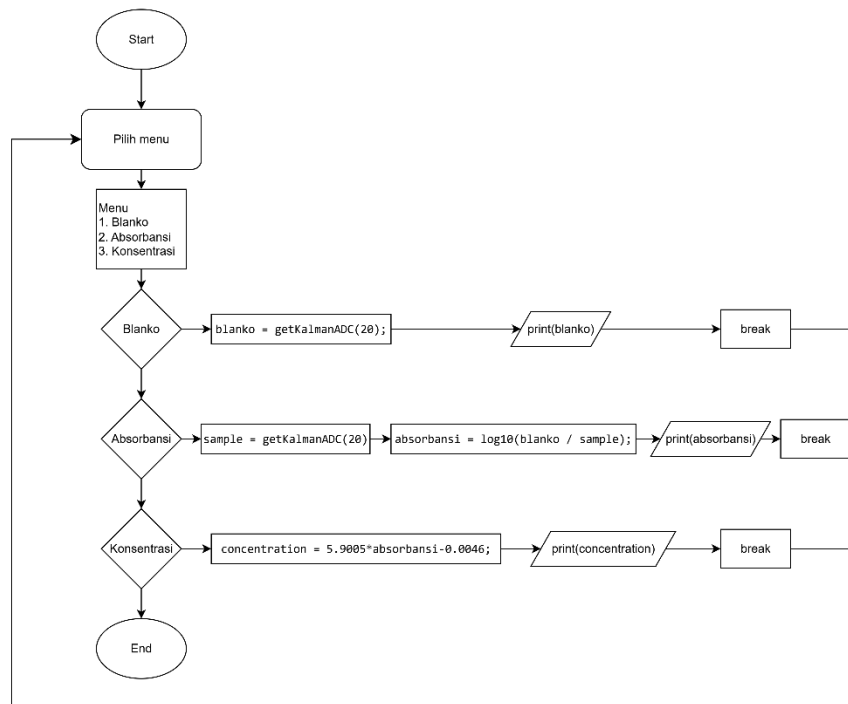 Start
Pilih menu
Menu
1. Blanko
2. Absorbansi
3. Konsentrasi
Blanko
blanko = getKalmanADC(20);
print(blanko)
break
Absorbansi
sample = getKalmanADC(20)
absorbansi = log10(blanko / sample);
print(absorbansi)
break
Konsentrasi
concentration = 5.9005*absorbansi-0.0046;
print(concentration)
break
End